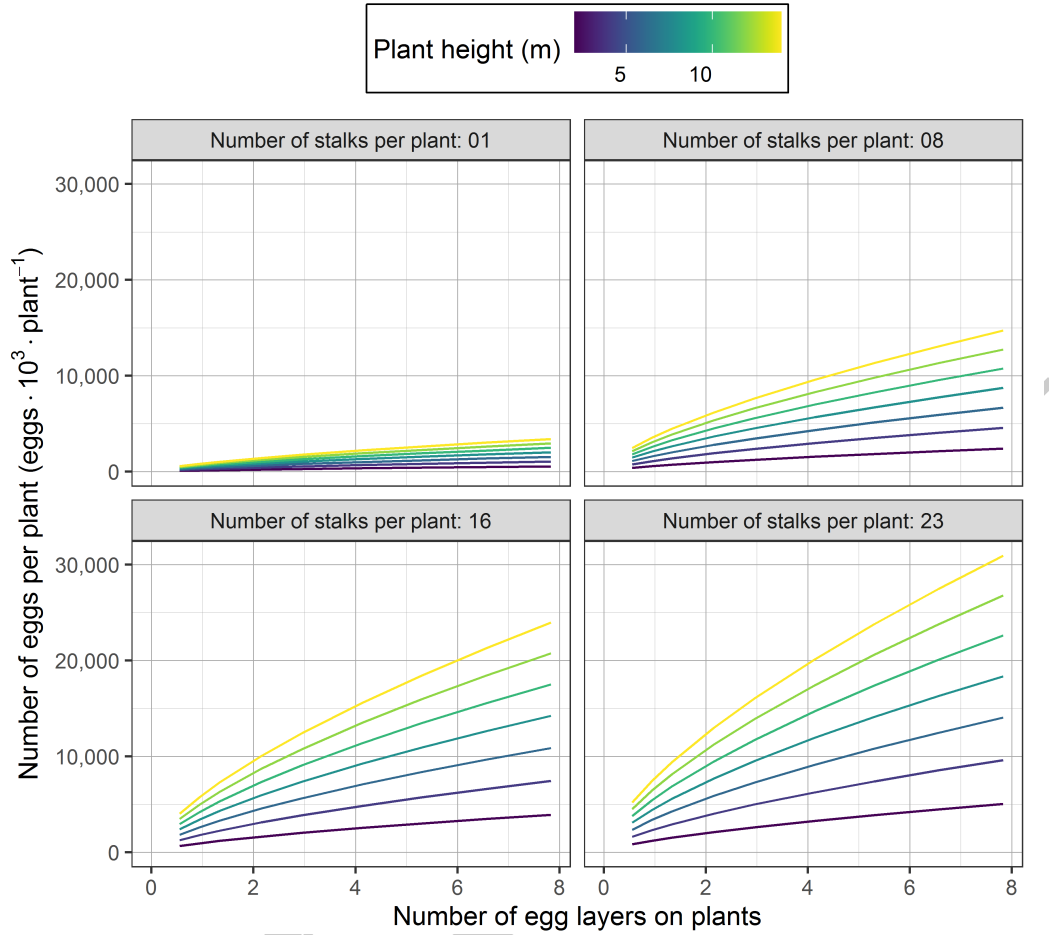 Plant height (m)
5 10
Number of stalks per plant: 01
Number of stalks per plant: 08
30,000
20,000
10,000
0
Number of stalks per plant: 16
Number of stalks per plant: 23
30,000
20,000
10,000
0
0 2 4 6 8
0 2 4 6 8
Number of egg layers on plants
Number of eggs per plant (eggs · 10³ · plant⁻¹)